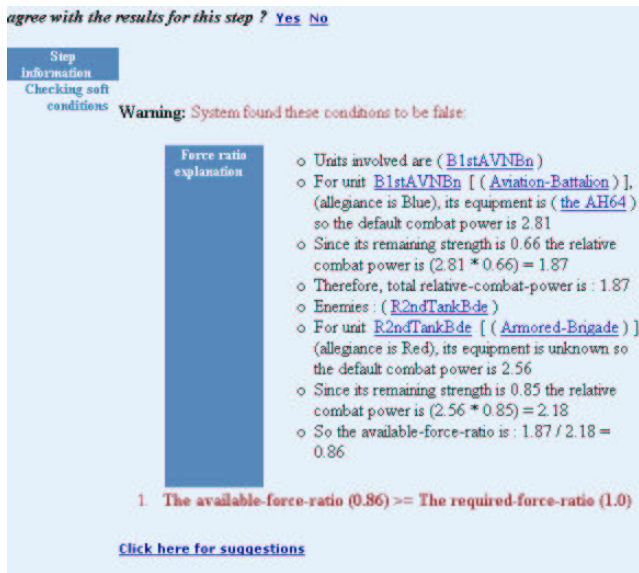 agree with the results for this step ? Yes No
Step
information
Checking soft
conditions
Warning: System found these conditions to be false:
Force ratio
explanation
o Units involved are ( B1stAVNBn )
o For unit B1stAVNBn [ ( Aviation-Battalion ) ],
(allegiance is Blue), its equipment is ( the AH64 )
so the default combat power is 2.81
o Since its remaining strength is 0.66 the relative
combat power is (2.81 * 0.66) = 1.87
o Therefore, total relative-combat-power is : 1.87
o Enemies : ( R2ndTankBde )
o For unit R2ndTankBde [ ( Armored-Brigade ) ]
(allegiance is Red), its equipment is unknown so
the default combat power is 2.56
o Since its remaining strength is 0.85 the relative
combat power is (2.56 * 0.85) = 2.18
o So the available-force-ratio is : 1.87 / 2.18 =
0.86
1. The available-force-ratio (0.86) >= The required-force-ratio (1.0)
Click here for suggestions